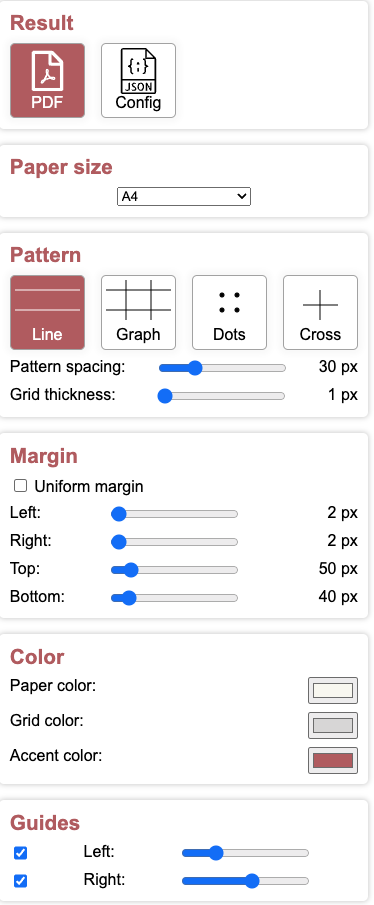 Result
{;}
JSON
PDF Config
Paper size
A4
Pattern
Line Graph Dots Cross
Pattern spacing: 30 px
Grid thickness: 1 px
Margin
Uniform margin
Left: 2 px
Right: 2 px
Top: 50 px
Bottom: 40 px
Color
Paper color:
Grid color:
Accent color:
Guides
Left:
Right: